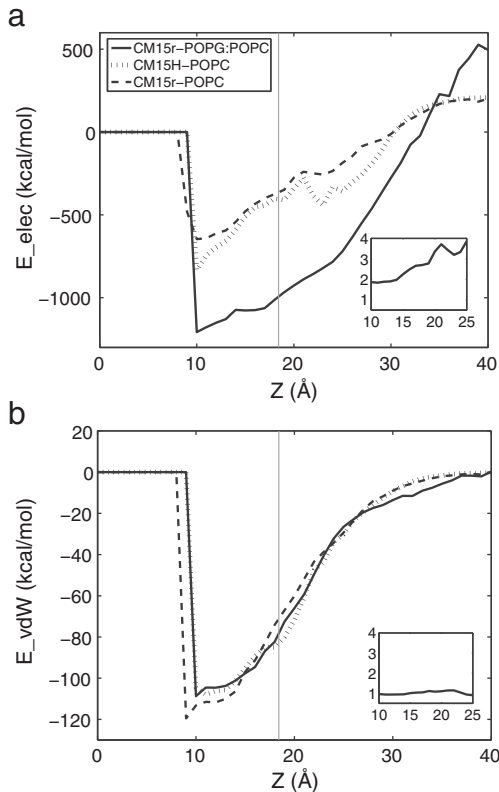 a
500
0
−500
−1000
E_elec (kcal/mol)
CM15r−POPG:POPC
CM15H−POPC
CM15r−POPC
4
3
2
1
10 15 20 25
0 10 20 30 40
Z (Å)
b
20
0
−20
−40
−60
−80
−100
−120
E_vdW (kcal/mol)
4
3
2
1
10 15 20 25
0 10 20 30 40
Z (Å)